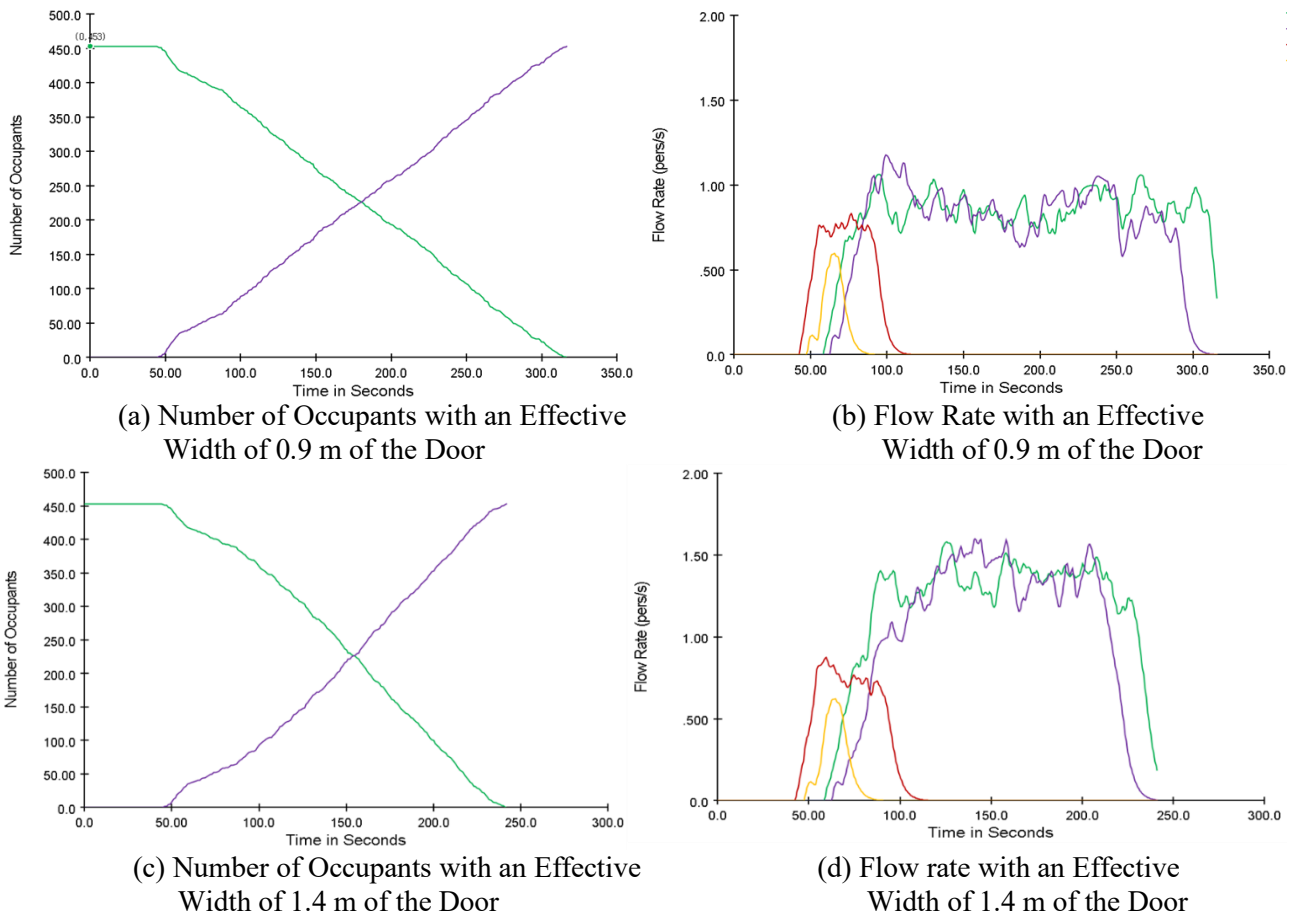 500.0
450.0
400.0
350.0
300.0
250.0
200.0
150.0
100.0
50.00
0.0
(0,453)
Number of Occupants
0.0 50.00 100.0 150.0 200.0 250.0 300.0 350.0
Time in Seconds
(a) Number of Occupants with an Effective
Width of 0.9 m of the Door
2.00
1.50
1.00
.500
0.0
Flow Rate (pers/s)
0.0 50.00 100.0 150.0 200.0 250.0 300.0 350.0
Time in Seconds
(b) Flow Rate with an Effective
Width of 0.9 m of the Door
500.0
450.0
400.0
350.0
300.0
250.0
200.0
150.0
100.0
50.00
0.0
Number of Occupants
0.0 50.00 100.0 150.0 200.0 250.0 300.0
Time in Seconds
(c) Number of Occupants with an Effective
Width of 1.4 m of the Door
2.00
1.50
1.00
.500
0.0
Flow Rate (pers/s)
0.0 50.00 100.0 150.0 200.0 250.0 300.0
Time in Seconds
(d) Flow rate with an Effective
Width of 1.4 m of the Door